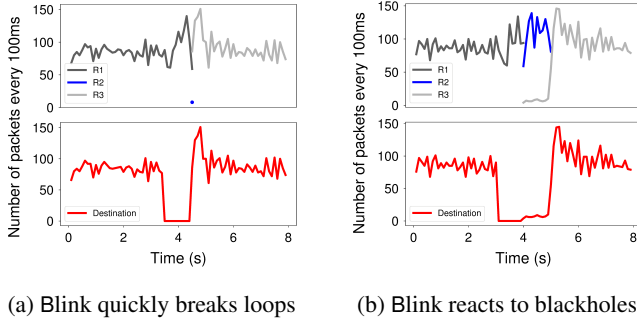 Number of packets every 100ms
150
100
50
0
R1
R2
R3
150
100
50
0
Destination
0
2
4
6
8
Time (s)
(a) Blink quickly breaks loops
Number of packets every 100ms
150
100
50
0
R1
R2
R3
150
100
50
0
Destination
0
2
4
6
8
Time (s)
(b) Blink reacts to blackholes